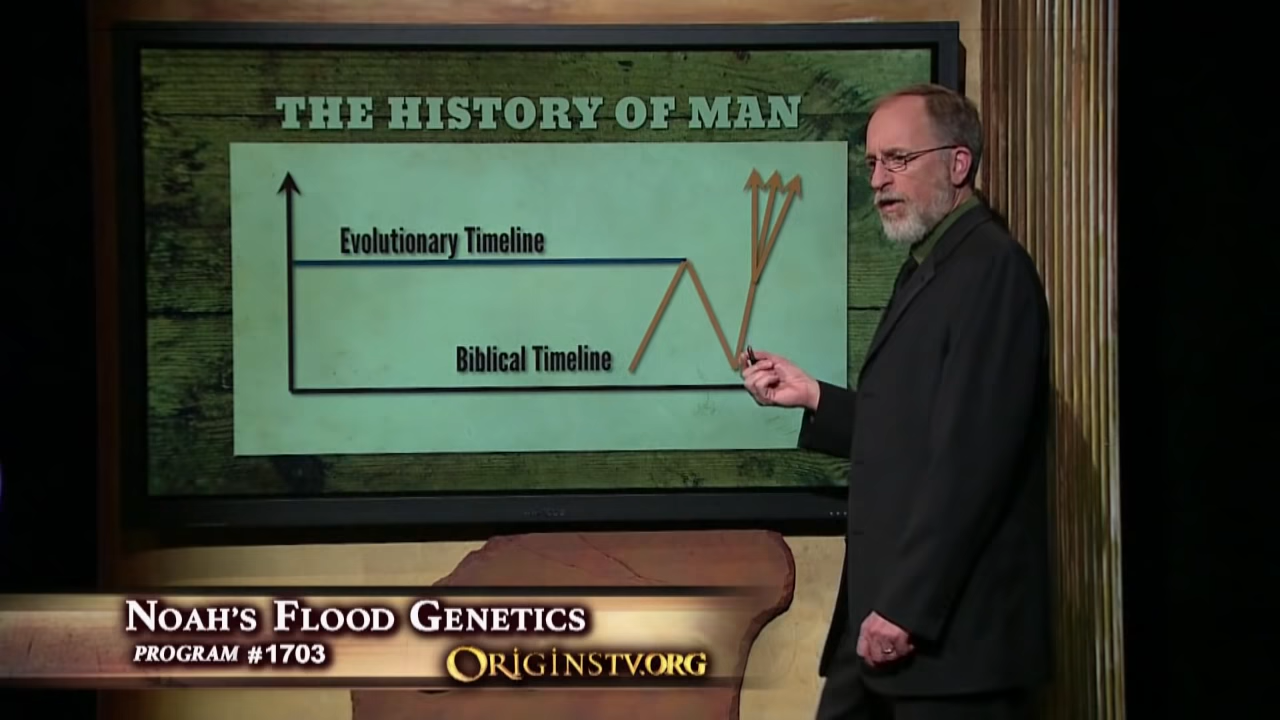 THE HISTORY OF MAN
Evolutionary Timeline
Biblical Timeline
NOAH'S FLOOD GENETICS
PROGRAM #1703
ORIGINSTV.ORG